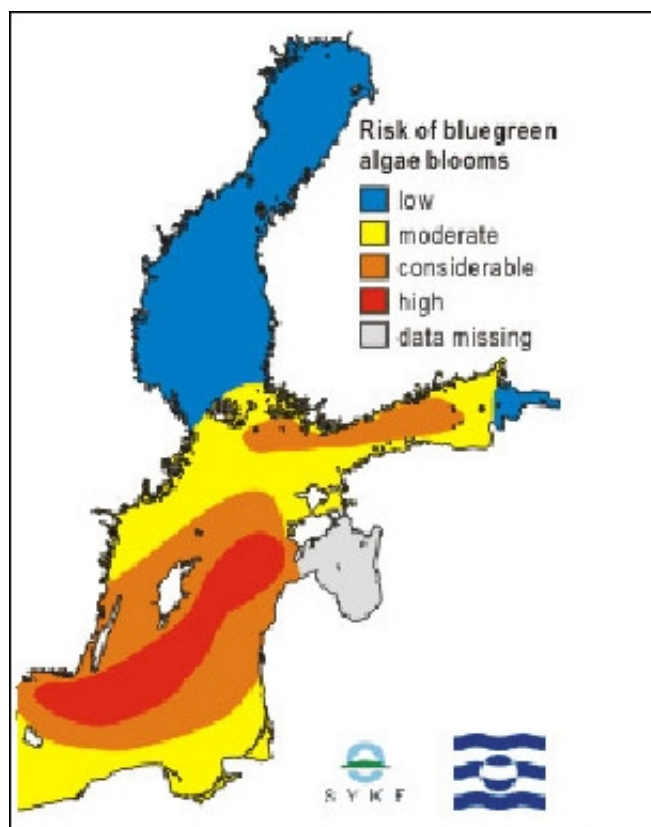 Risk of bluegreen
algae blooms
low
moderate
considerable
high
data missing
SYKE